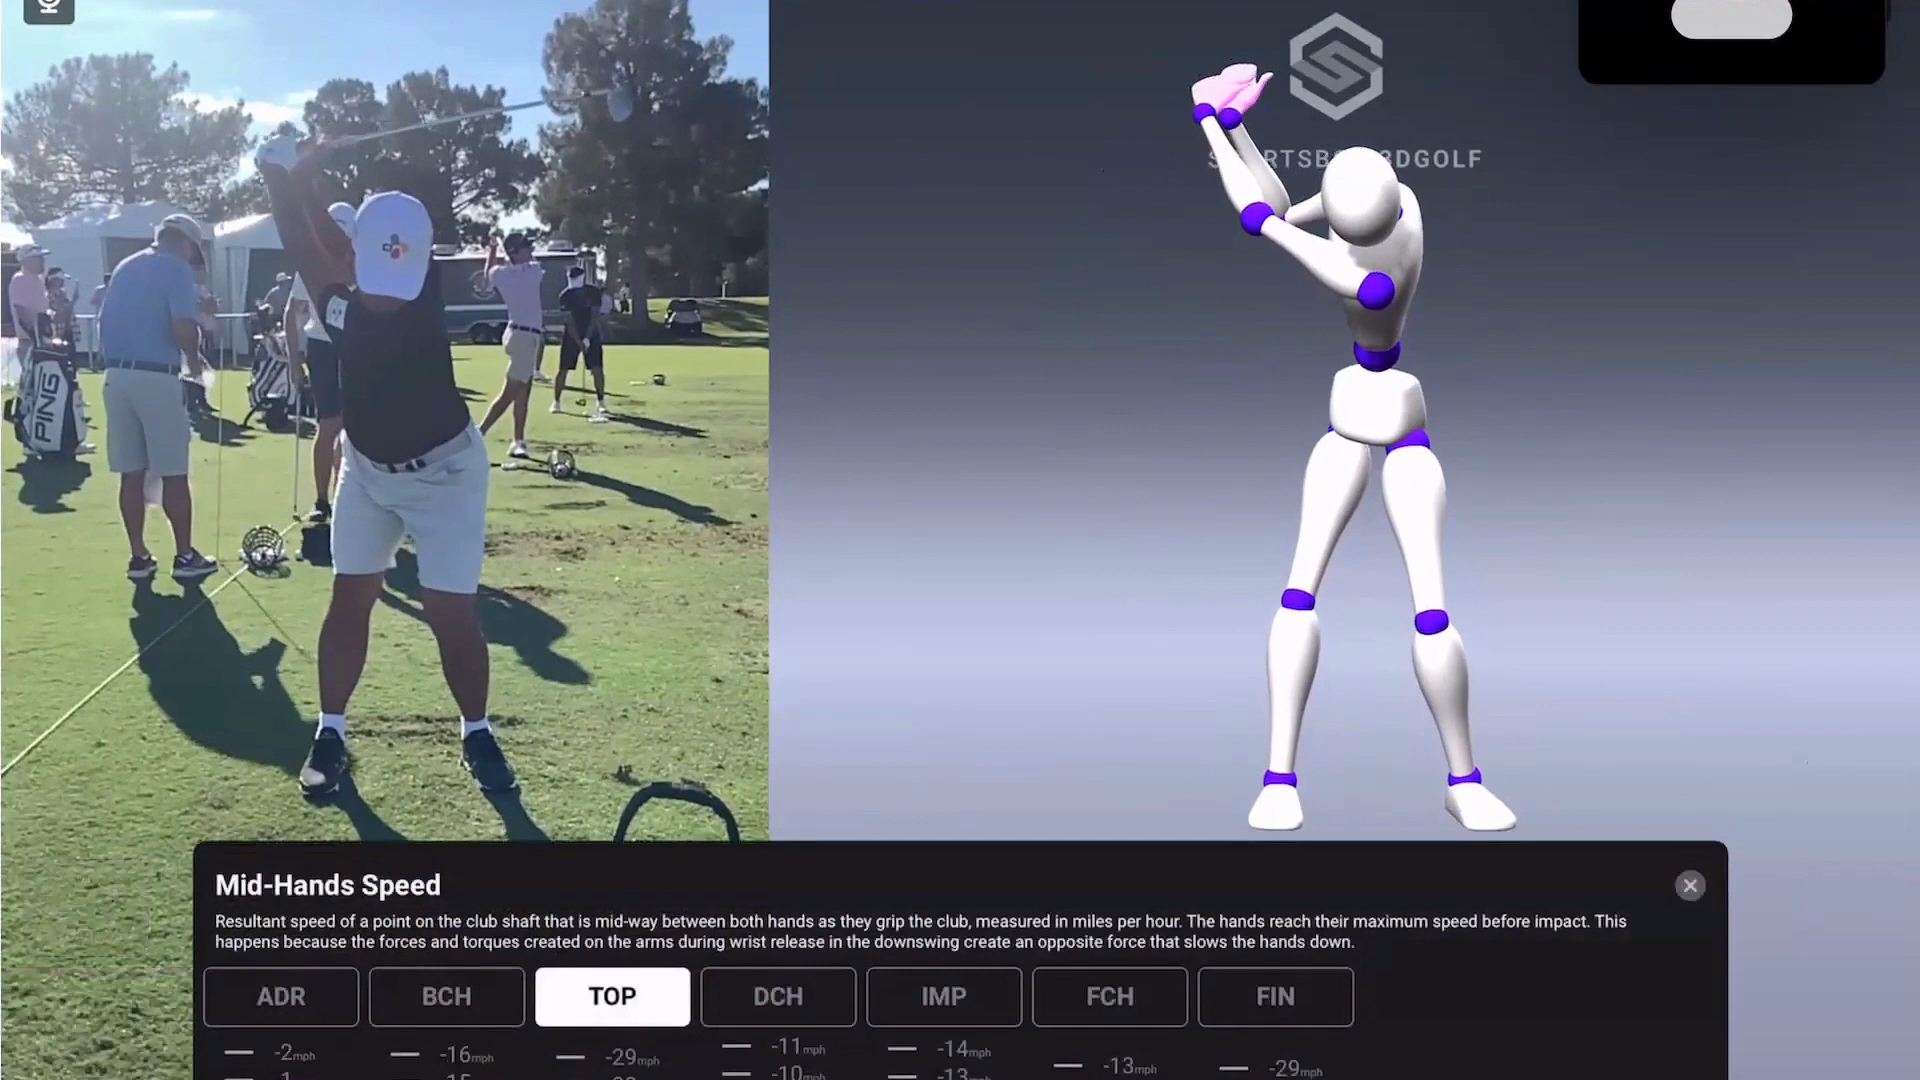 SPORTSBOX 3DGOLF
PING
Mid-Hands Speed
Resultant speed of a point on the club shaft that is mid-way between both hands as they grip the club, measured in miles per hour. The hands reach their maximum speed before impact. This
happens because the forces and torques created on the arms during wrist release in the downswing create an opposite force that slows the hands down.
ADR BCH TOP DCH IMP FCH FIN
-2mph -16mph -29mph -11mph -14mph -13mph -29mph
-10mph